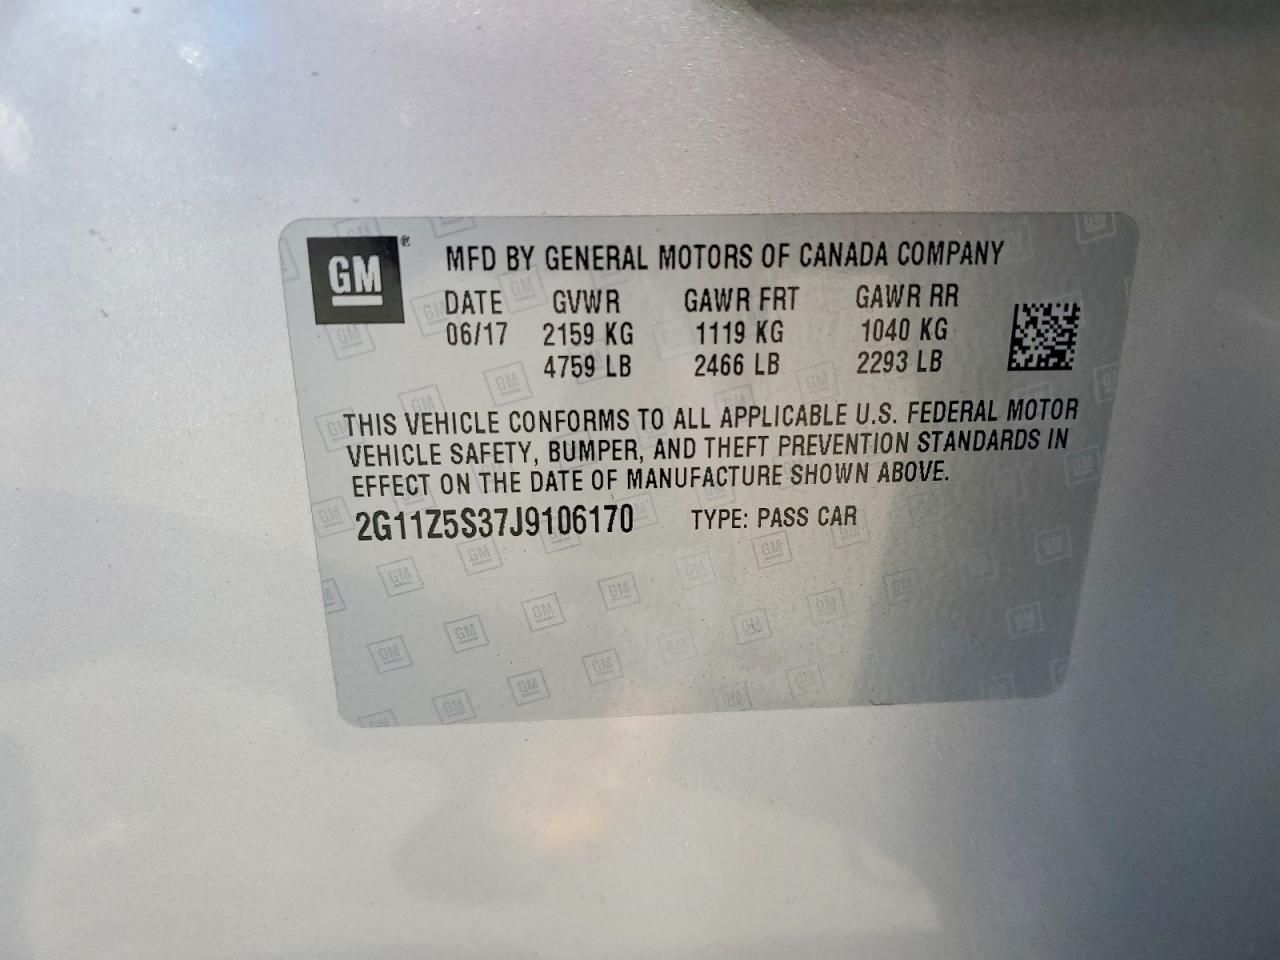 GM®
MFD BY GENERAL MOTORS OF CANADA COMPANY
DATE GVWR GAWR FRT GAWR RR
06/17 2159 KG 1119 KG 1040 KG
4759 LB 2466 LB 2293 LB
THIS VEHICLE CONFORMS TO ALL APPLICABLE U.S. FEDERAL MOTOR
VEHICLE SAFETY, BUMPER, AND THEFT PREVENTION STANDARDS IN
EFFECT ON THE DATE OF MANUFACTURE SHOWN ABOVE.
2G11Z5S37J9106170 TYPE: PASS CAR